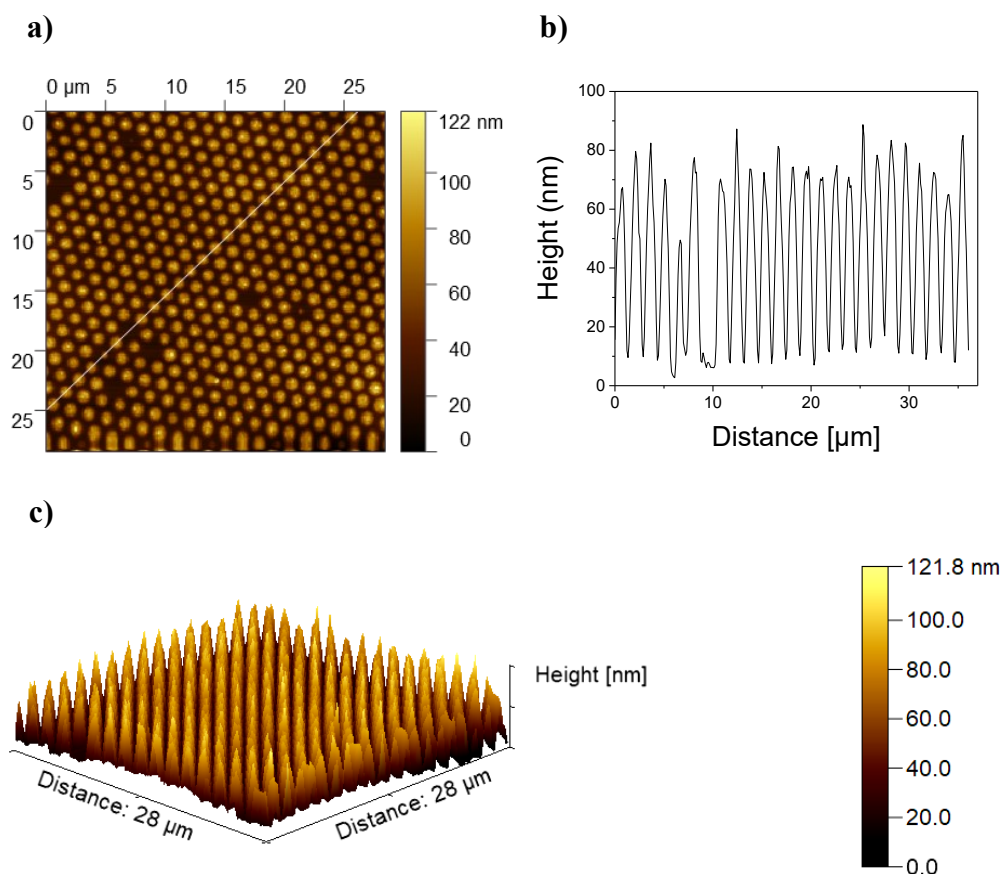 a)
0 µm 5 10 15 20 25
0
5
10
15
20
25
122 nm
100
80
60
40
20
0
b)
Height (nm)
100
80
60
40
20
0
0 10 20 30
Distance [µm]
c)
Height [nm]
Distance: 28 µm
Distance: 28 µm
121.8 nm
100.0
80.0
60.0
40.0
20.0
0.0